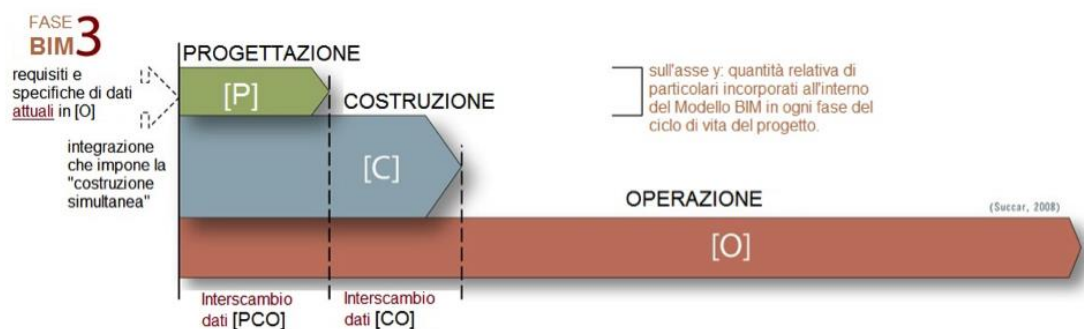 FASE
BIM 3
requisiti e
specifiche di dati
attuali in [O]
integrazione
che impone la
"costruzione
simultanea"
PROGETTAZIONE
[P]
COSTRUZIONE
[C]
sull'asse y: quantità relativa di
particolari incorporati all'interno
del Modello BIM in ogni fase del
ciclo di vita del progetto.
OPERAZIONE
(Succar, 2008)
[O]
Interscambio
dati [PCO]
Interscambio
dati [CO]